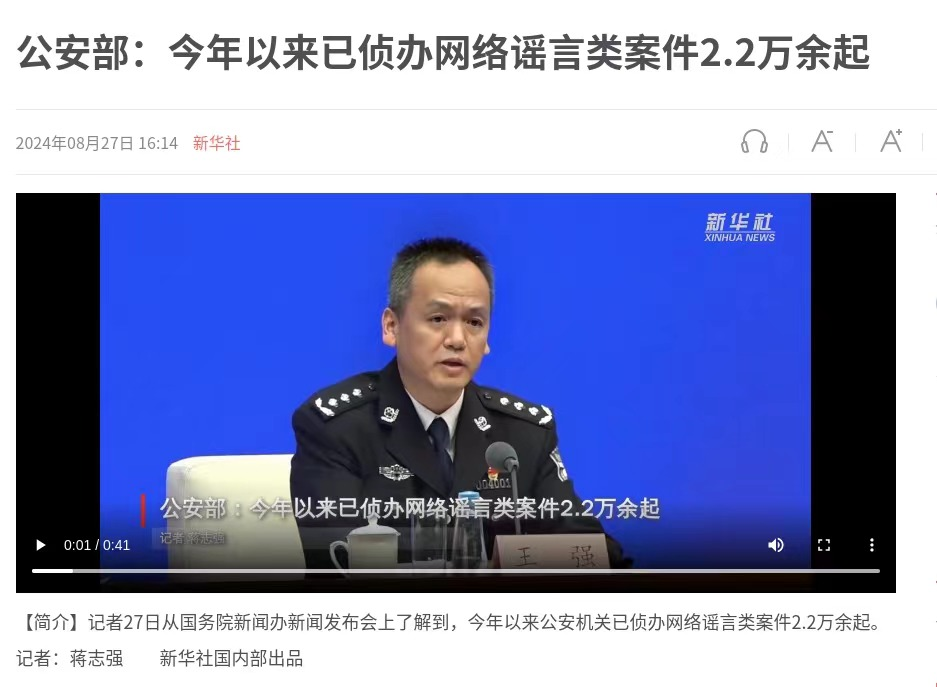 公安部：今年以来已侦办网络谣言类案件2.2万余起
2024年08月27日 16:14 新华社
A-
A+
新华社
XINHUA NEWS
004001
公安部：今年以来已侦办网络谣言类案件2.2万余起
记者 蒋志强
0:01 / 0:41
王 强
【简介】记者27日从国务院新闻办新闻发布会上了解到，今年以来公安机关已侦办网络谣言类案件2.2万余起。
记者：蒋志强 新华社国内部出品